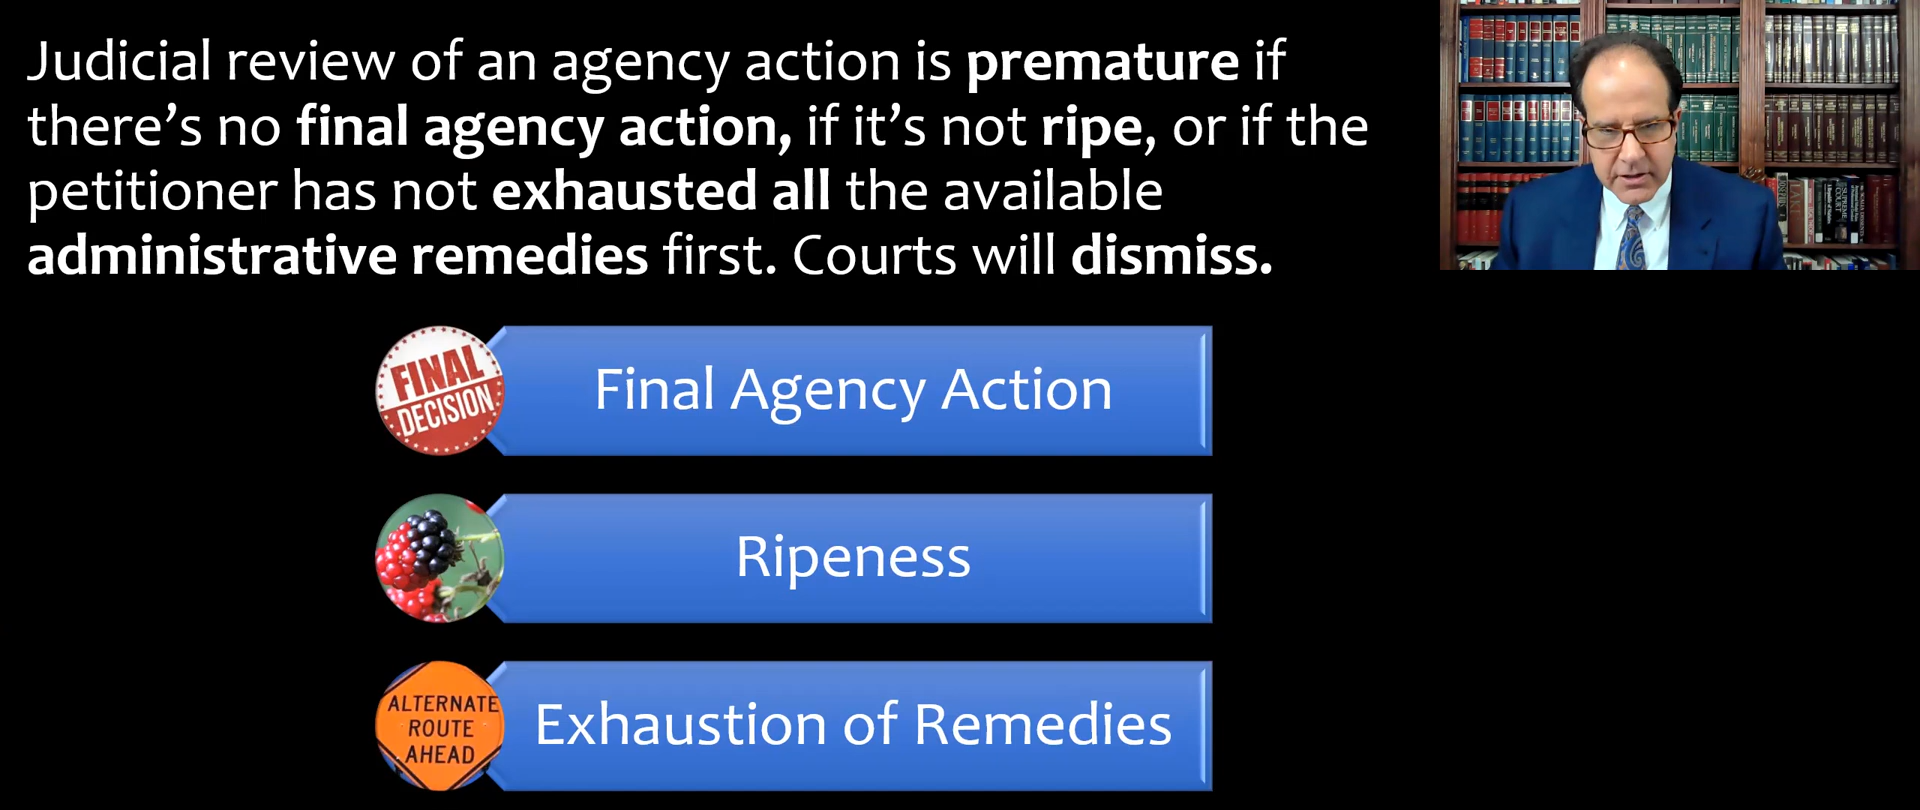 Judicial review of an agency action is premature if
there’s no final agency action, if it’s not ripe, or if the
petitioner has not exhausted all the available
administrative remedies first. Courts will dismiss.
FINAL
DECISION
Final Agency Action
Ripeness
ALTERNATE
ROUTE
AHEAD
Exhaustion of Remedies